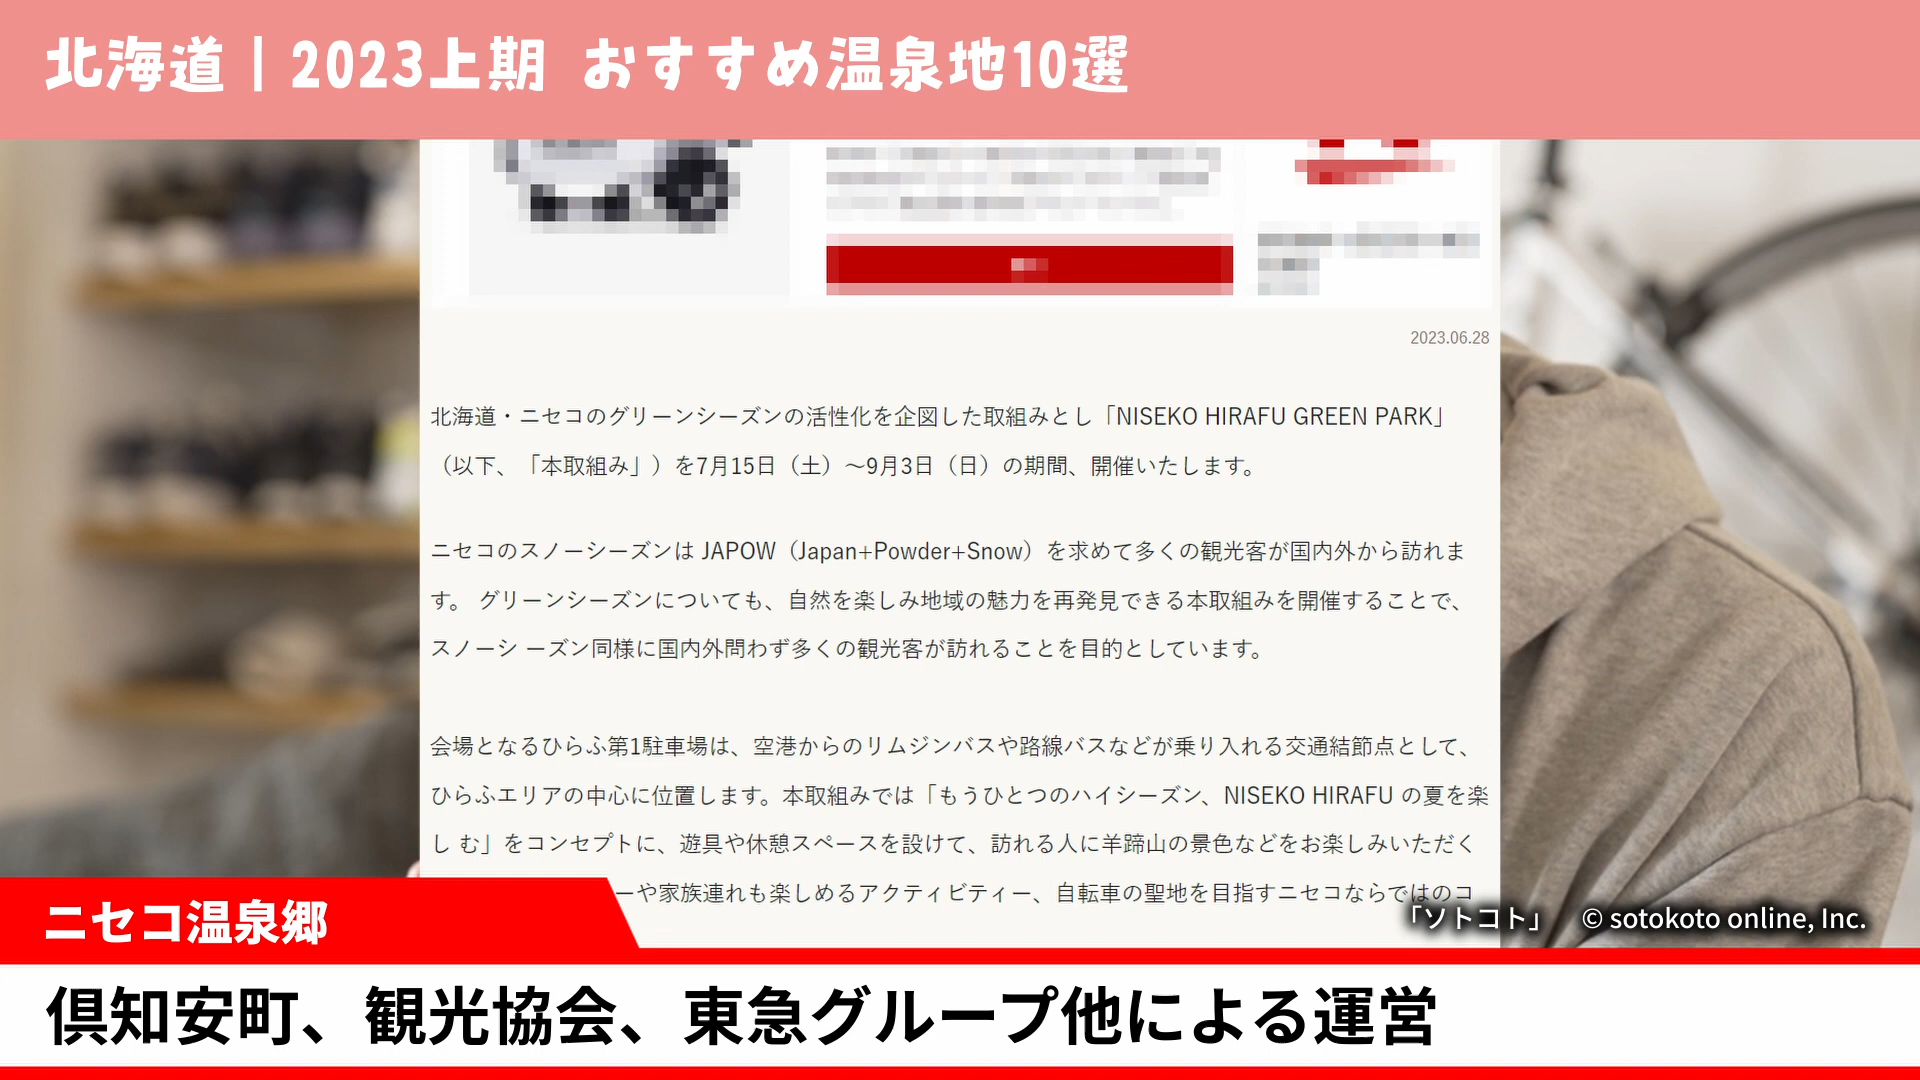 北海道｜2023上期 おすすめ温泉地10選
2023.06.28
北海道・ニセコのグリーンシーズンの活性化を企図した取組みとし「NISEKO HIRAFU GREEN PARK」
（以下、「本取組み」）を7月15日（土）～9月3日（日）の期間、開催いたします。
ニセコのスノーシーズンは JAPOW（Japan+Powder+Snow）を求めて多くの観光客が国内外から訪れま
す。 グリーンシーズンについても、自然を楽しみ地域の魅力を再発見できる本取組みを開催することで、
スノーシ ーズン同様に国内外問わず多くの観光客が訪れることを目的としています。
会場となるひらふ第1駐車場は、空港からのリムジンバスや路線バスなどが乗り入れる交通結節点として、
ひらふエリアの中心に位置します。本取組みでは「もうひとつのハイシーズン、NISEKO HIRAFU の夏を楽
し む」をコンセプトに、遊具や休憩スペースを設けて、訪れる人に羊蹄山の景色などをお楽しみいただく
ーや家族連れも楽しめるアクティビティー、自転車の聖地を目指すニセコならではのコ
「ソトコト」 © sotokoto online, Inc.
ニセコ温泉郷
倶知安町、観光協会、東急グループ他による運営